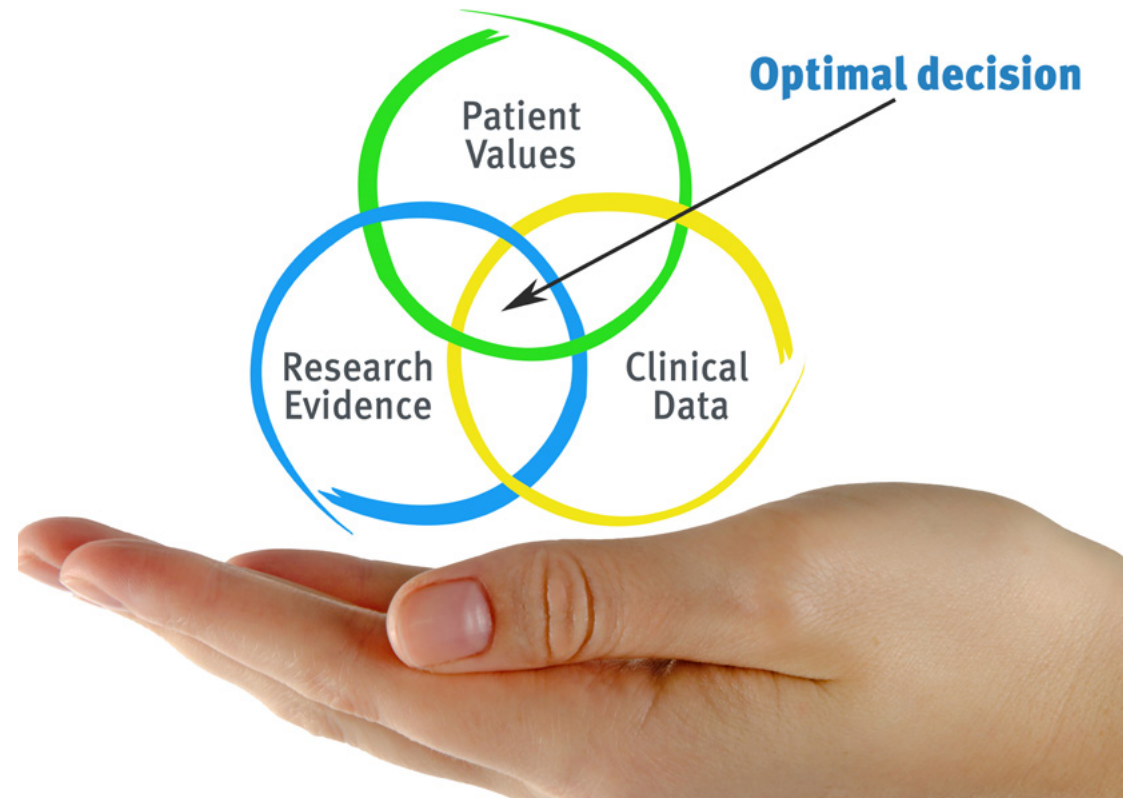 Optimal decision
Patient
Values
Research
Evidence
Clinical
Data